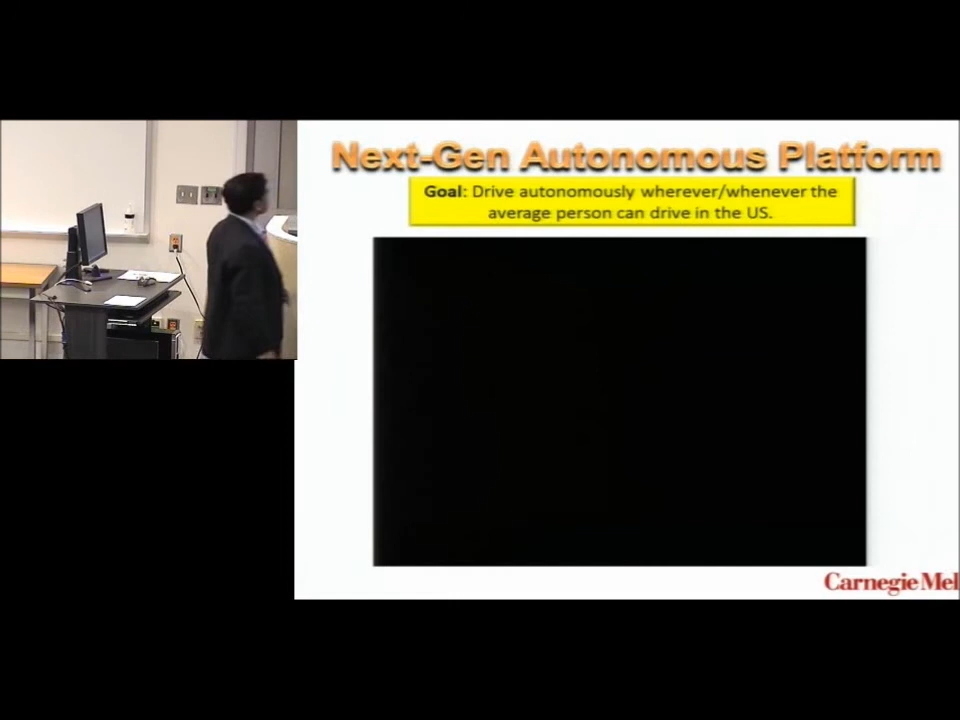 Next-Gen Autonomous Platform
Goal: Drive autonomously wherever/whenever the
average person can drive in the US.
Carnegie Mel